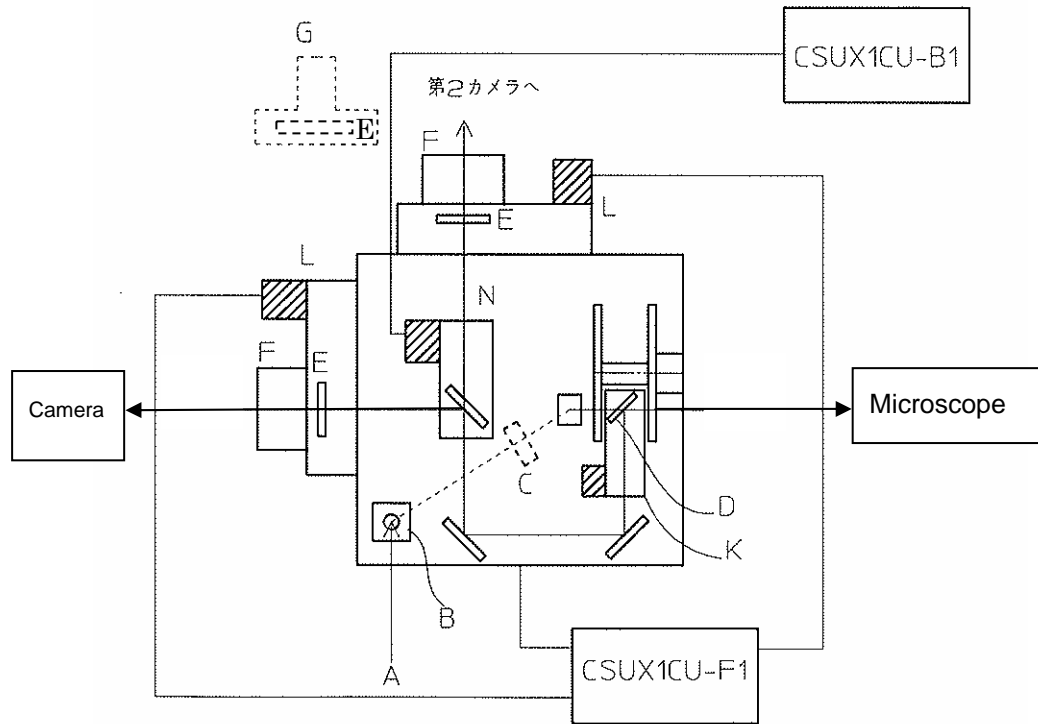 G
CSUX1CU-B1
第2カメラへ
E
F
L
E
L
N
F
E
Camera
Microscope
C
D
K
B
A
CSUX1CU-F1